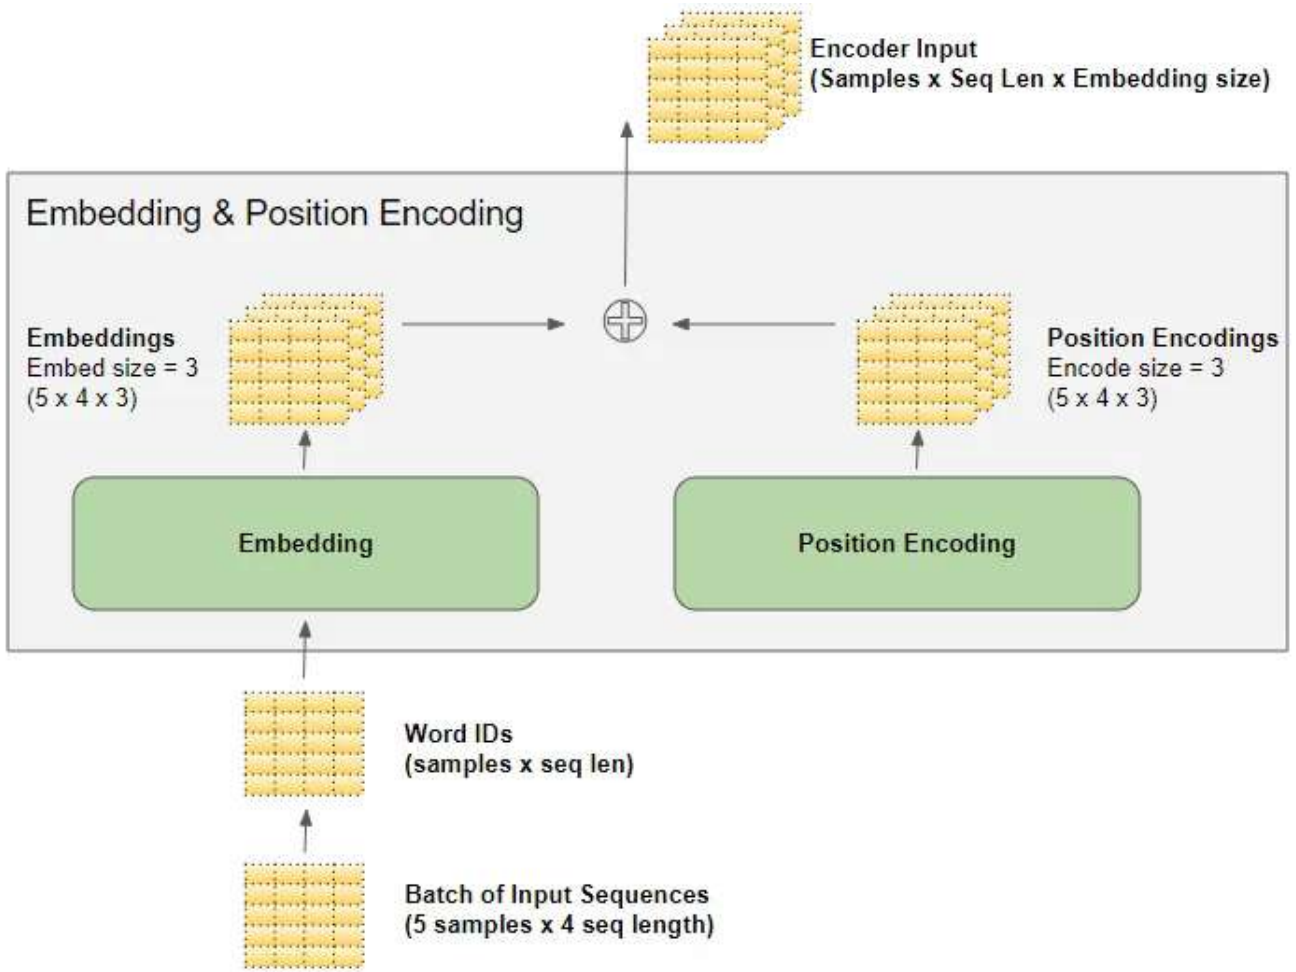 Encoder Input
(Samples x Seq Len x Embedding size)
Embedding & Position Encoding
Embeddings
Embed size = 3
(5 x 4 x 3)
Position Encodings
Encode size = 3
(5 x 4 x 3)
Embedding
Position Encoding
Word IDs
(samples x seq len)
Batch of Input Sequences
(5 samples x 4 seq length)